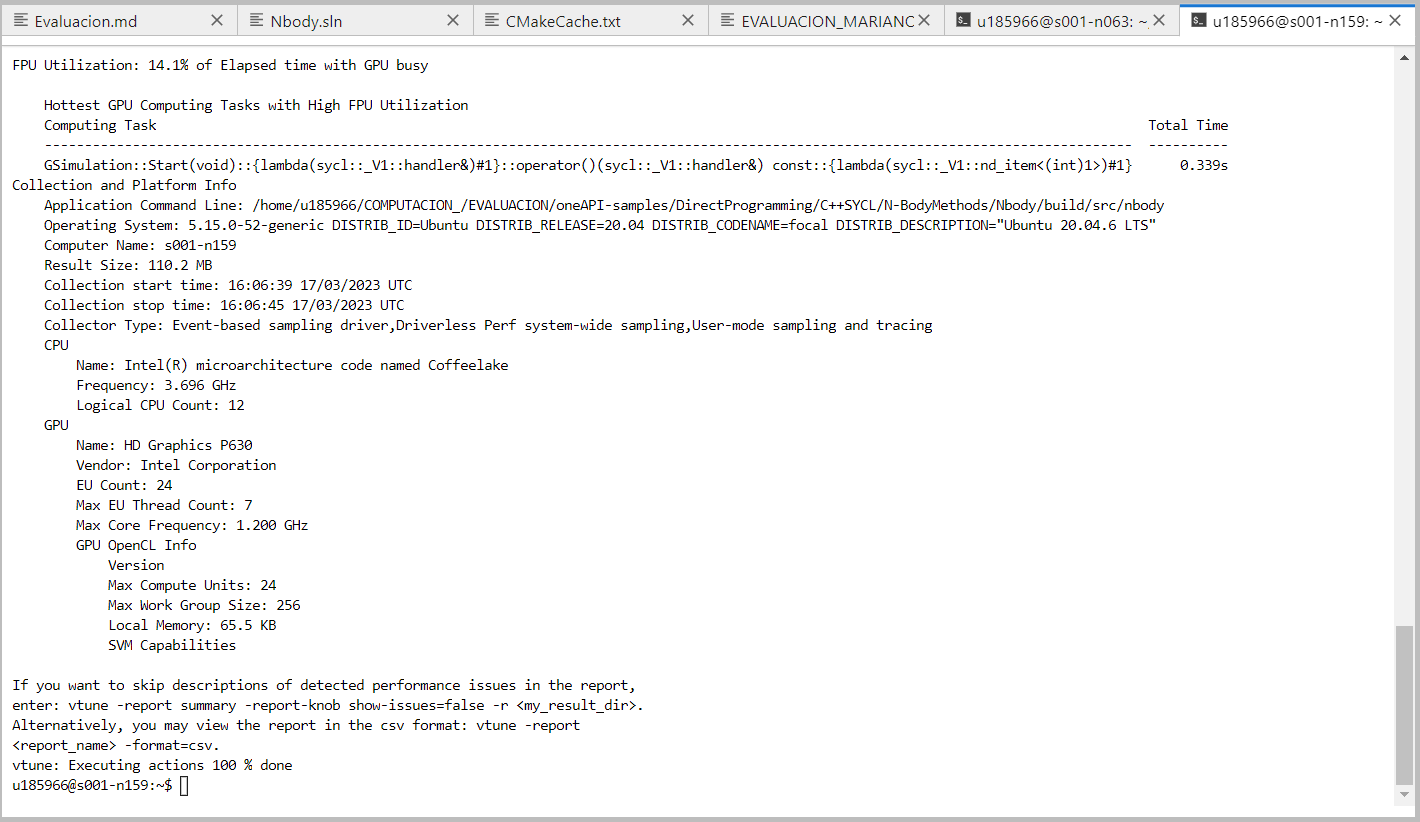 Evaluacion.md
Nbody.sln
CMakeCache.txt
EVALUACION_MARIANC
u185966@s001-n063: ~
u185966@s001-n159: ~
FPU Utilization: 14.1% of Elapsed time with GPU busy
Hottest GPU Computing Tasks with High FPU Utilization
Computing Task Total Time
---------------------------------------------------------------------------------------------------------------------------------------- ----------
GSimulation::Start(void)::{lambda(sycl::_V1::handler&)#1}::operator()(sycl::_V1::handler&) const::{lambda(sycl::_V1::nd_item<(int)1>)#1} 0.339s
Collection and Platform Info
Application Command Line: /home/u185966/COMPUTACION_/EVALUACION/oneAPI-samples/DirectProgramming/C++SYCL/N-BodyMethods/Nbody/build/src/nbody
Operating System: 5.15.0-52-generic DISTRIB_ID=Ubuntu DISTRIB_RELEASE=20.04 DISTRIB_CODENAME=focal DISTRIB_DESCRIPTION="Ubuntu 20.04.6 LTS"
Computer Name: s001-n159
Result Size: 110.2 MB
Collection start time: 16:06:39 17/03/2023 UTC
Collection stop time: 16:06:45 17/03/2023 UTC
Collector Type: Event-based sampling driver,Driverless Perf system-wide sampling,User-mode sampling and tracing
CPU
Name: Intel(R) microarchitecture code named Coffeelake
Frequency: 3.696 GHz
Logical CPU Count: 12
GPU
Name: HD Graphics P630
Vendor: Intel Corporation
EU Count: 24
Max EU Thread Count: 7
Max Core Frequency: 1.200 GHz
GPU OpenCL Info
Version
Max Compute Units: 24
Max Work Group Size: 256
Local Memory: 65.5 KB
SVM Capabilities
If you want to skip descriptions of detected performance issues in the report,
enter: vtune -report summary -report-knob show-issues=false -r <my_result_dir>.
Alternatively, you may view the report in the csv format: vtune -report
<report_name> -format=csv.
vtune: Executing actions 100 % done
u185966@s001-n159:~$